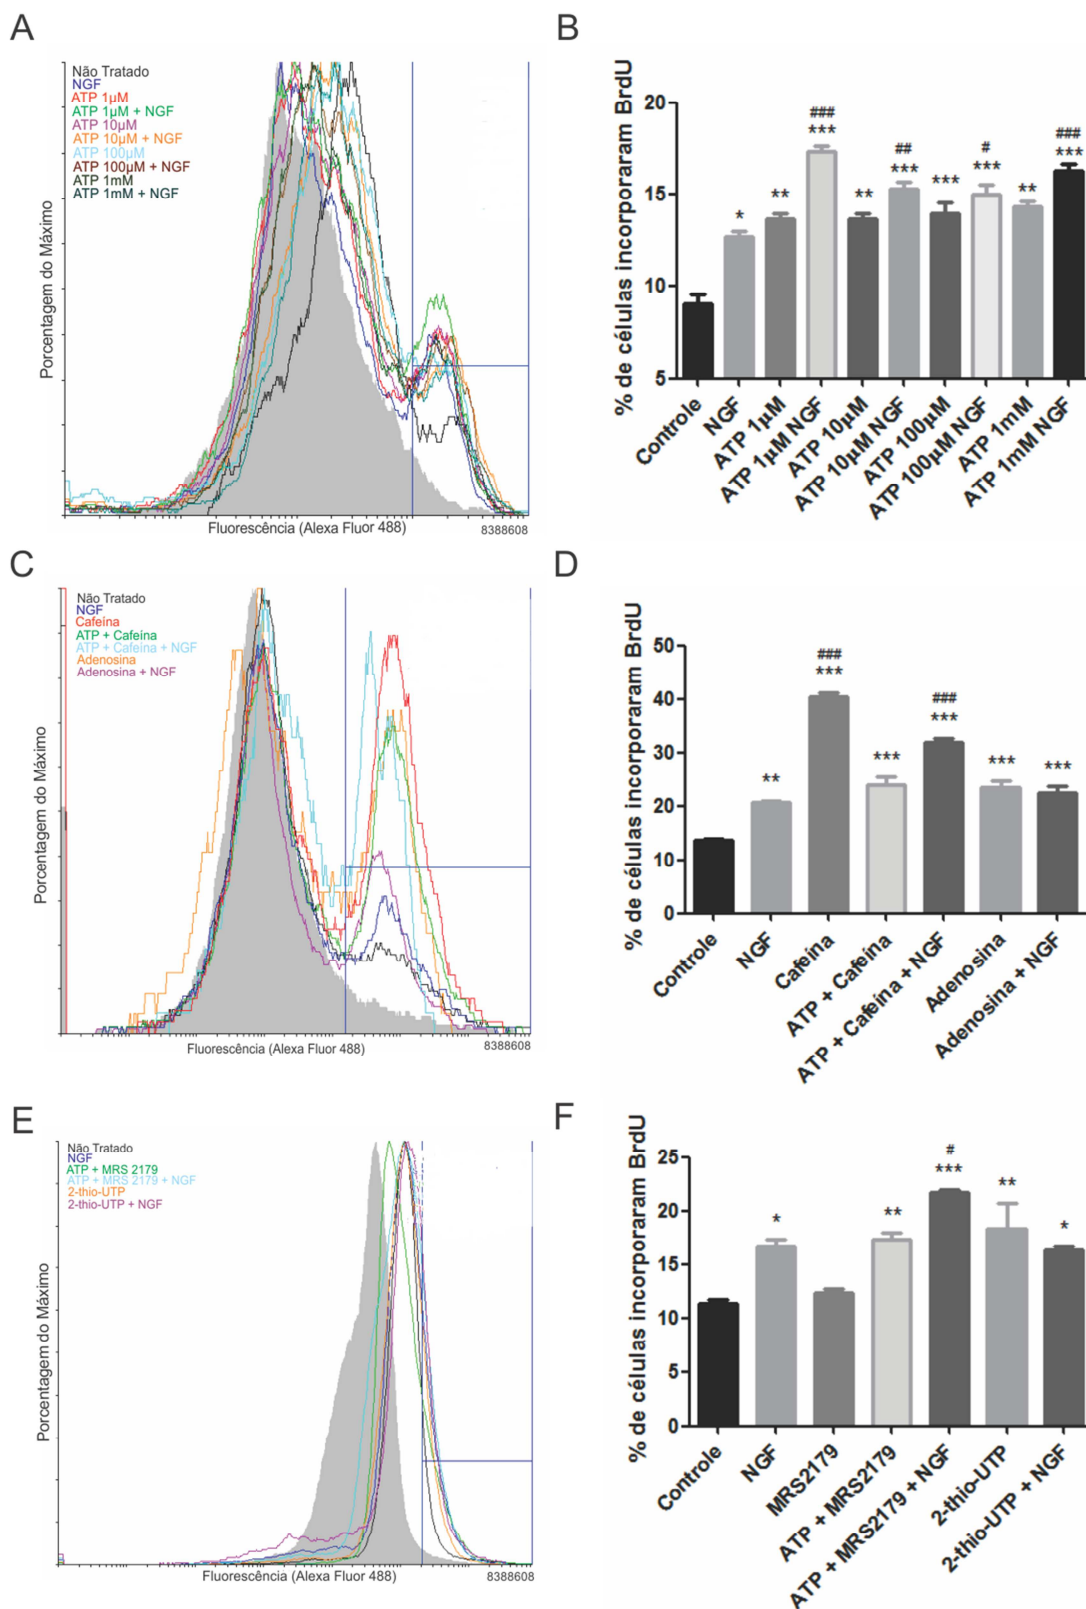 A
Não Tratado
NGF
ATP 1µM
ATP 1µM + NGF
ATP 10µM
ATP 10µM + NGF
ATP 100µM
ATP 100µM + NGF
ATP 1mM
ATP 1mM + NGF
Porcentagem do Máximo
Fluorescência (Alexa Fluor 488)
8388608
B
% de células incorporaram BrdU
20
15
10
5
*
**
###
***
**
##
***
***
#
***
**
###
***
Controle
NGF
ATP 1µM
ATP 1µM NGF
ATP 10µM
ATP 10µM NGF
ATP 100µM
ATP 100µM NGF
ATP 1mM
ATP 1mM NGF
C
Não Tratado
NGF
Cafeína
ATP + Cafeína
ATP + Cafeína + NGF
Adenosina
Adenosina + NGF
Porcentagem do Máximo
Fluorescência (Alexa Fluor 488)
8388608
D
% de células incorporaram BrdU
50
40
30
20
10
0
**
###
***
***
###
***
***
***
Controle
NGF
Cafeína
ATP + Cafeína
ATP + Cafeína + NGF
Adenosina
Adenosina + NGF
E
Não Tratado
NGF
ATP + MRS 2179
ATP + MRS 2179 + NGF
2-thio-UTP
2-thio-UTP + NGF
Porcentagem do Máximo
Fluorescência (Alexa Fluor 488)
8388608
F
% de células incorporaram BrdU
25
20
15
10
5
0
*
**
#
***
**
*
Controle
NGF
MRS2179
ATP + MRS2179
ATP + MRS2179 + NGF
2-thio-UTP
2-thio-UTP + NGF